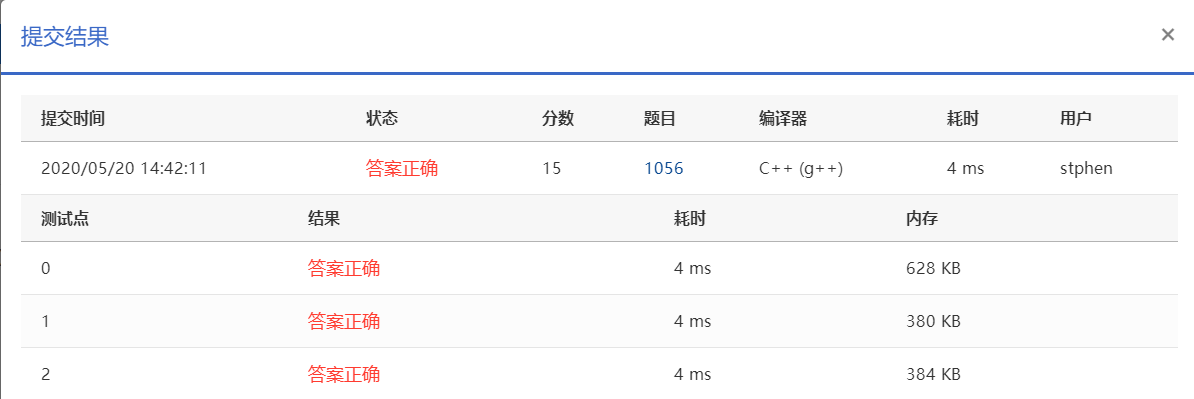 提交结果 ×
提交时间 状态 分数 题目 编译器 耗时 用户
2020/05/20 14:42:11 答案正确 15 1056 C++ (g++) 4 ms stphen
测试点 结果 耗时 内存
0 答案正确 4 ms 628 KB
1 答案正确 4 ms 380 KB
2 答案正确 4 ms 384 KB